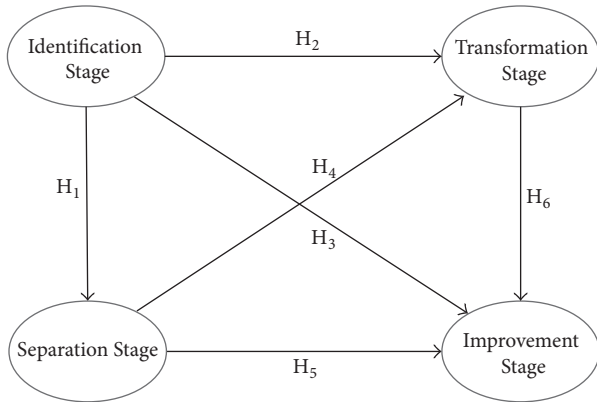 Identification
Stage
H2
Transformation
Stage
H1
H4
H3
H6
Separation Stage
H5
Improvement
Stage